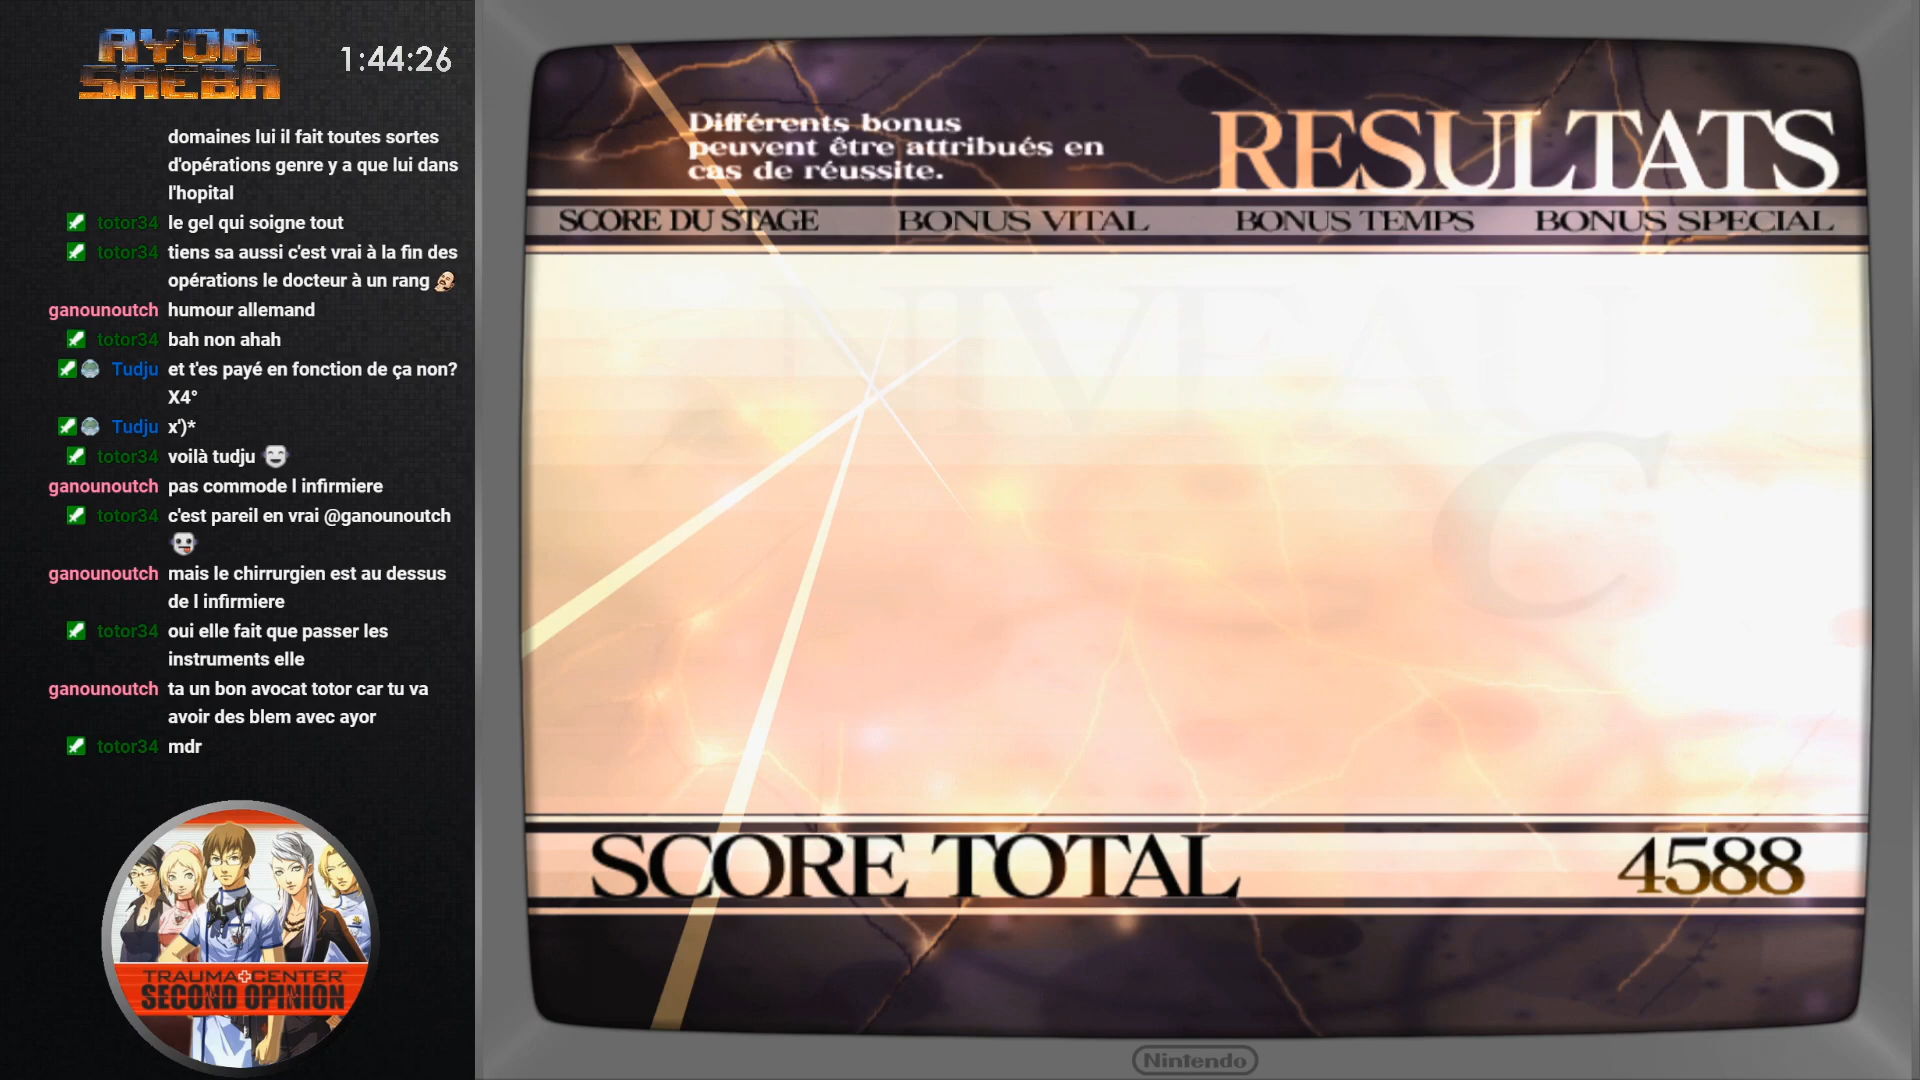 AYOR
SAEBA
1:44:26
domaines lui il fait toutes sortes
d'opérations genre y a que lui dans
l'hopital
totor34 le gel qui soigne tout
totor34 tiens sa aussi c'est vrai à la fin des
opérations le docteur à un rang
ganounoutch humour allemand
totor34 bah non ahah
Tudju et t'es payé en fonction de ça non?
X4°
Tudju x')*
totor34 voilà tudju
ganounoutch pas commode l infirmiere
totor34 c'est pareil en vrai @ganounoutch
ganounoutch mais le chirrurgien est au dessus
de l infirmiere
totor34 oui elle fait que passer les
instruments elle
ganounoutch ta un bon avocat totor car tu va
avoir des blem avec ayor
totor34 mdr
TRAUMA CENTER
SECOND OPINION
Différents bonus
peuvent être attribués en
cas de réussite.
RESULTATS
SCORE DU STAGE BONUS VITAL BONUS TEMPS BONUS SPECIAL
NIVEAU
C
SCORE TOTAL 4588
Nintendo